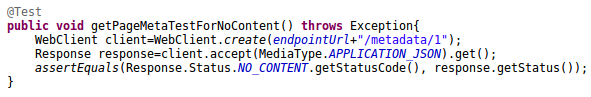 @Test
public void getPageMetaTestForNoContent() throws Exception{
    WebClient client=WebClient.create(endpointUrl+"/metadata/1");
    Response response=client.accept(MediaType.APPLICATION_JSON).get();
    assertEquals(Response.Status.NO_CONTENT.getStatusCode(), response.getStatus());
}